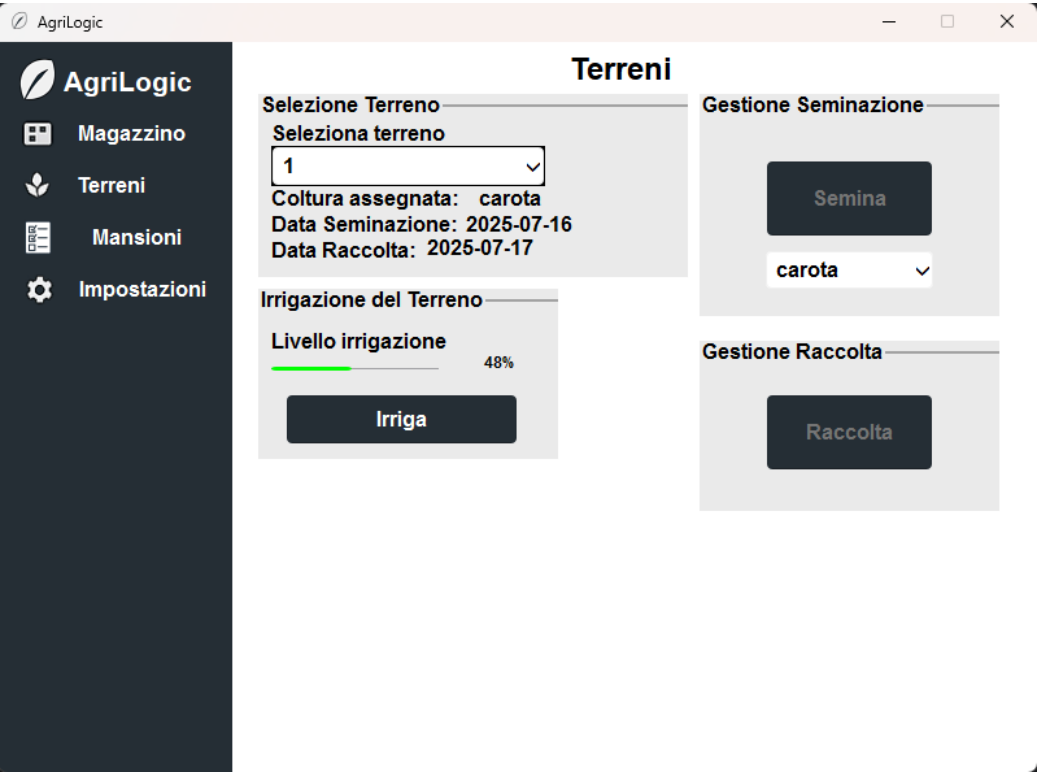 AgriLogic
AgriLogic
Magazzino
Terreni
Mansioni
Impostazioni
Terreni
Selezione Terreno
Seleziona terreno
1
Coltura assegnata: carota
Data Seminazione: 2025-07-16
Data Raccolta: 2025-07-17
Irrigazione del Terreno
Livello irrigazione
48%
Irriga
Gestione Seminazione
Semina
carota
Gestione Raccolta
Raccolta